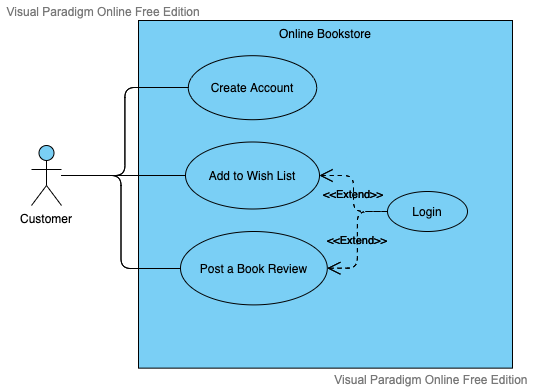 Visual Paradigm Online Free Edition
Online Bookstore
Create Account
Add to Wish List
<<Extend>>
Login
Customer
<<Extend>>
Post a Book Review
Visual Paradigm Online Free Edition